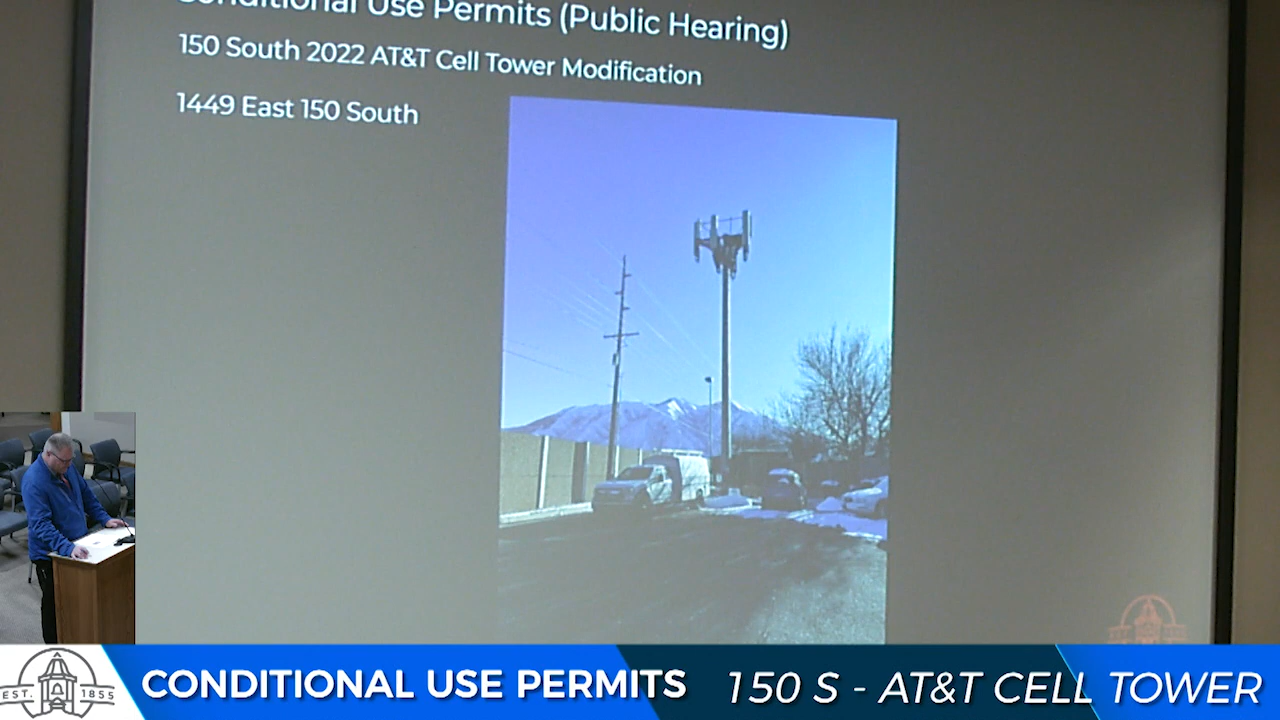 Conditional Use Permits (Public Hearing)
150 South 2022 AT&T Cell Tower Modification
1449 East 150 South
EST. 1855
CONDITIONAL USE PERMITS
150 S - AT&T CELL TOWER